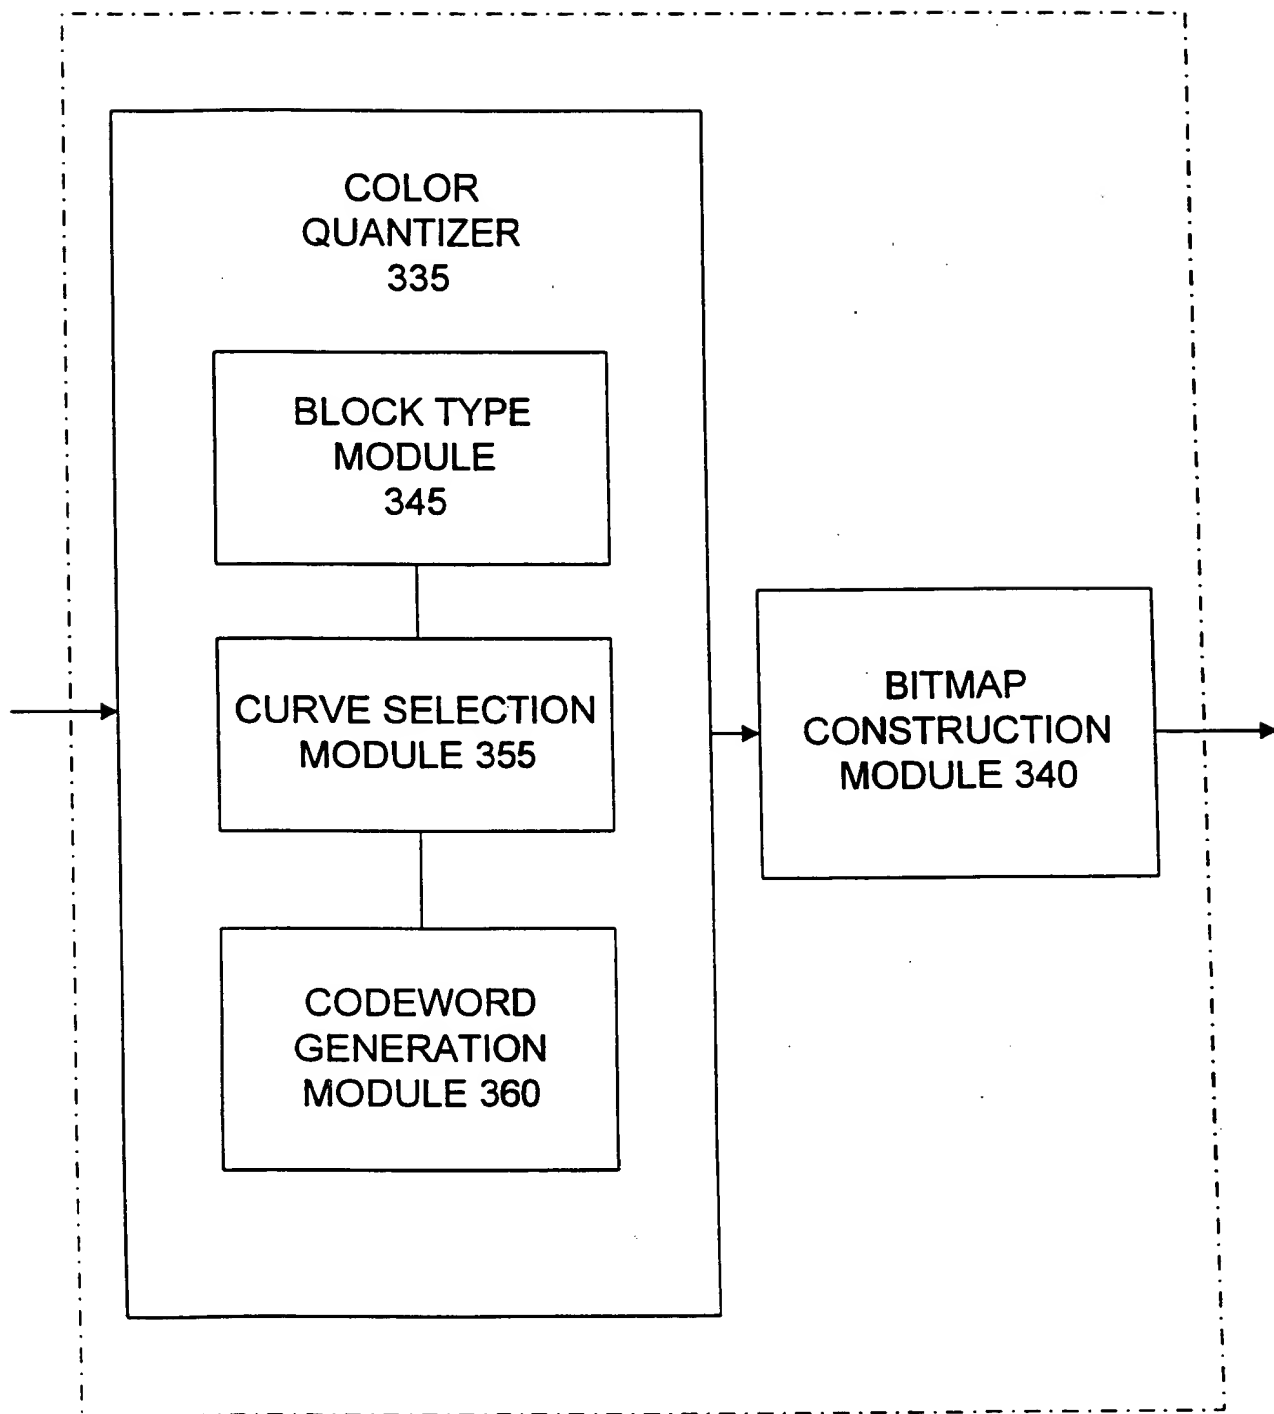 COLOR
QUANTIZER
335
BLOCK TYPE
MODULE
345
CURVE SELECTION
MODULE 355
CODEWORD
GENERATION
MODULE 360
BITMAP
CONSTRUCTION
MODULE 340